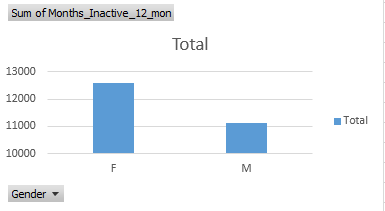 Sum of Months_Inactive_12_mon
Total
13000
12000
11000
10000
F M
Total
Gender